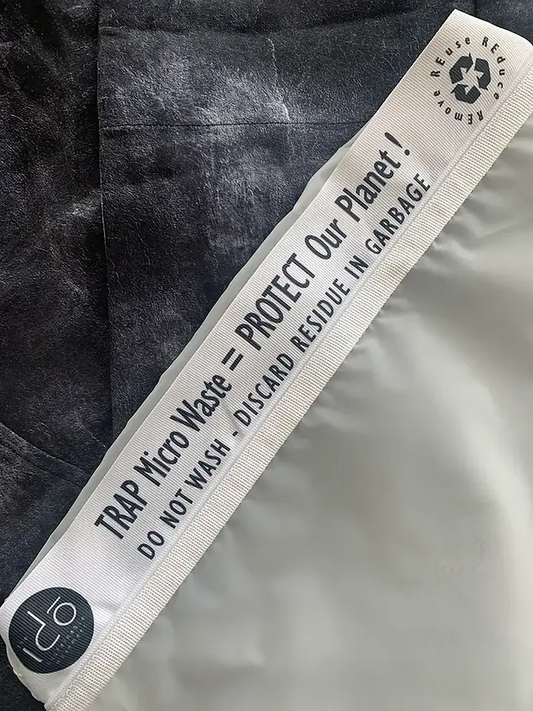 REuse REduce REmove
TRAP Micro Waste = PROTECT Our Planet !
DO NOT WASH - DISCARD RESIDUE IN GARBAGE